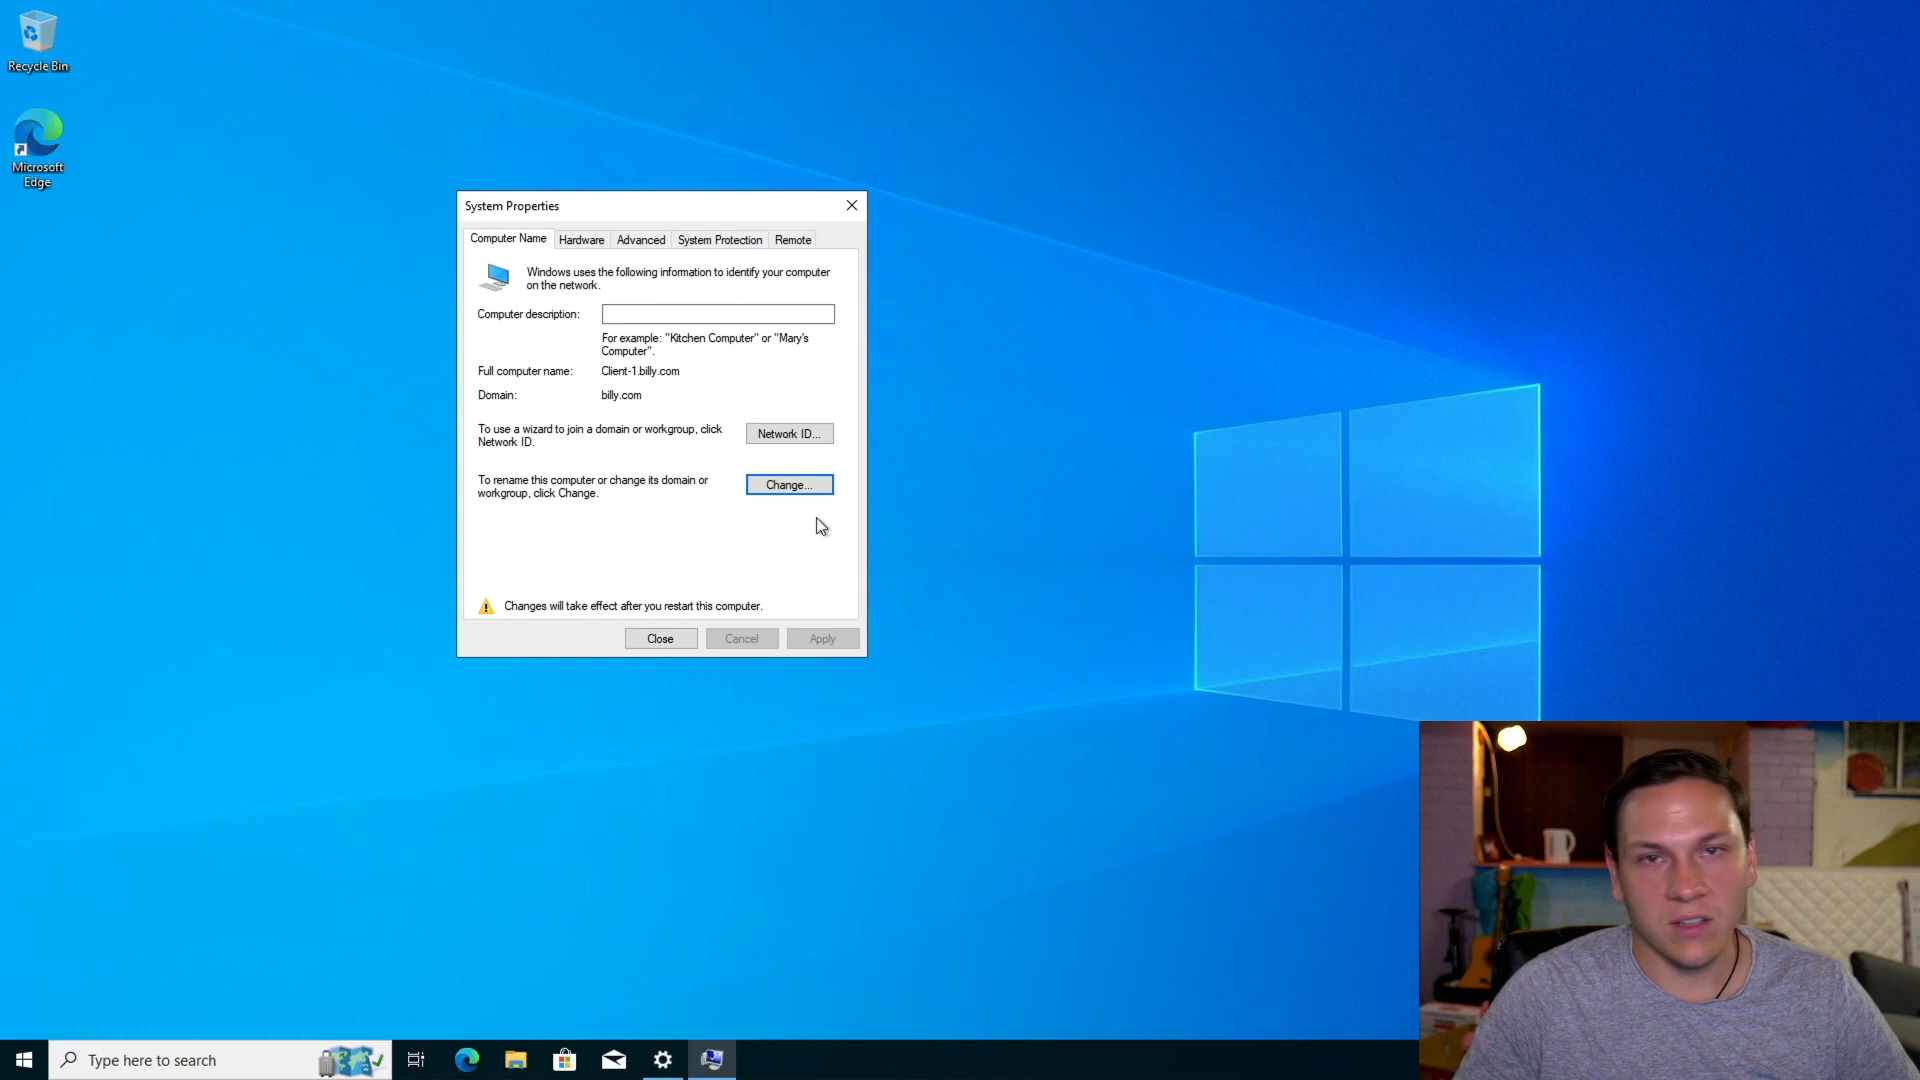 Recycle Bin
Microsoft
Edge
System Properties
Computer Name
Hardware
Advanced
System Protection
Remote
Windows uses the following information to identify your computer
on the network.
Computer description:
For example: "Kitchen Computer" or "Mary's
Computer".
Full computer name:
Client-1.billy.com
Domain:
billy.com
To use a wizard to join a domain or workgroup, click
Network ID.
Network ID...
To rename this computer or change its domain or
workgroup, click Change.
Change...
Changes will take effect after you restart this computer.
Close
Cancel
Apply
Type here to search